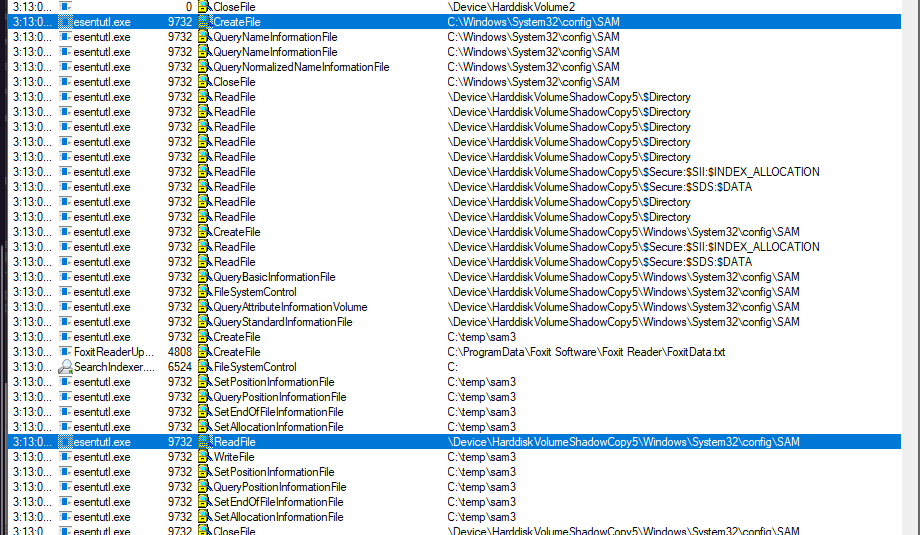 3:13:0... 0 CloseFile \Device\HarddiskVolume2
3:13:0... esentutl.exe 9732 CreateFile C:\Windows\System32\config\SAM
3:13:0... esentutl.exe 9732 QueryNameInformationFile C:\Windows\System32\config\SAM
3:13:0... esentutl.exe 9732 QueryNameInformationFile C:\Windows\System32\config\SAM
3:13:0... esentutl.exe 9732 QueryNormalizedNameInformationFile C:\Windows\System32\config\SAM
3:13:0... esentutl.exe 9732 CloseFile C:\Windows\System32\config\SAM
3:13:0... esentutl.exe 9732 ReadFile \Device\HarddiskVolumeShadowCopy5\$Directory
3:13:0... esentutl.exe 9732 ReadFile \Device\HarddiskVolumeShadowCopy5\$Directory
3:13:0... esentutl.exe 9732 ReadFile \Device\HarddiskVolumeShadowCopy5\$Directory
3:13:0... esentutl.exe 9732 ReadFile \Device\HarddiskVolumeShadowCopy5\$Directory
3:13:0... esentutl.exe 9732 ReadFile \Device\HarddiskVolumeShadowCopy5\$Directory
3:13:0... esentutl.exe 9732 ReadFile \Device\HarddiskVolumeShadowCopy5\$Secure:$SII:$INDEX_ALLOCATION
3:13:0... esentutl.exe 9732 ReadFile \Device\HarddiskVolumeShadowCopy5\$Secure:$SDS:$DATA
3:13:0... esentutl.exe 9732 ReadFile \Device\HarddiskVolumeShadowCopy5\$Directory
3:13:0... esentutl.exe 9732 ReadFile \Device\HarddiskVolumeShadowCopy5\$Directory
3:13:0... esentutl.exe 9732 CreateFile \Device\HarddiskVolumeShadowCopy5\Windows\System32\config\SAM
3:13:0... esentutl.exe 9732 ReadFile \Device\HarddiskVolumeShadowCopy5\$Secure:$SII:$INDEX_ALLOCATION
3:13:0... esentutl.exe 9732 ReadFile \Device\HarddiskVolumeShadowCopy5\$Secure:$SDS:$DATA
3:13:0... esentutl.exe 9732 QueryBasicInformationFile \Device\HarddiskVolumeShadowCopy5\Windows\System32\config\SAM
3:13:0... esentutl.exe 9732 FileSystemControl \Device\HarddiskVolumeShadowCopy5\Windows\System32\config\SAM
3:13:0... esentutl.exe 9732 QueryAttributeInformationVolume \Device\HarddiskVolumeShadowCopy5\Windows\System32\config\SAM
3:13:0... esentutl.exe 9732 QueryStandardInformationFile \Device\HarddiskVolumeShadowCopy5\Windows\System32\config\SAM
3:13:0... esentutl.exe 9732 CreateFile C:\temp\sam3
3:13:0... FoxitReaderUp... 4808 CreateFile C:\ProgramData\Foxit Software\Foxit Reader\FoxitData.txt
3:13:0... SearchIndexer.... 6524 FileSystemControl C:
3:13:0... esentutl.exe 9732 SetPositionInformationFile C:\temp\sam3
3:13:0... esentutl.exe 9732 QueryPositionInformationFile C:\temp\sam3
3:13:0... esentutl.exe 9732 SetEndOfFileInformationFile C:\temp\sam3
3:13:0... esentutl.exe 9732 SetAllocationInformationFile C:\temp\sam3
3:13:0... esentutl.exe 9732 ReadFile \Device\HarddiskVolumeShadowCopy5\Windows\System32\config\SAM
3:13:0... esentutl.exe 9732 WriteFile C:\temp\sam3
3:13:0... esentutl.exe 9732 SetPositionInformationFile C:\temp\sam3
3:13:0... esentutl.exe 9732 QueryPositionInformationFile C:\temp\sam3
3:13:0... esentutl.exe 9732 SetEndOfFileInformationFile C:\temp\sam3
3:13:0... esentutl.exe 9732 SetAllocationInformationFile C:\temp\sam3
3:13:0... esentutl.exe 9732 CloseFile \Device\HarddiskVolumeShadowCopy5\Windows\System32\config\SAM